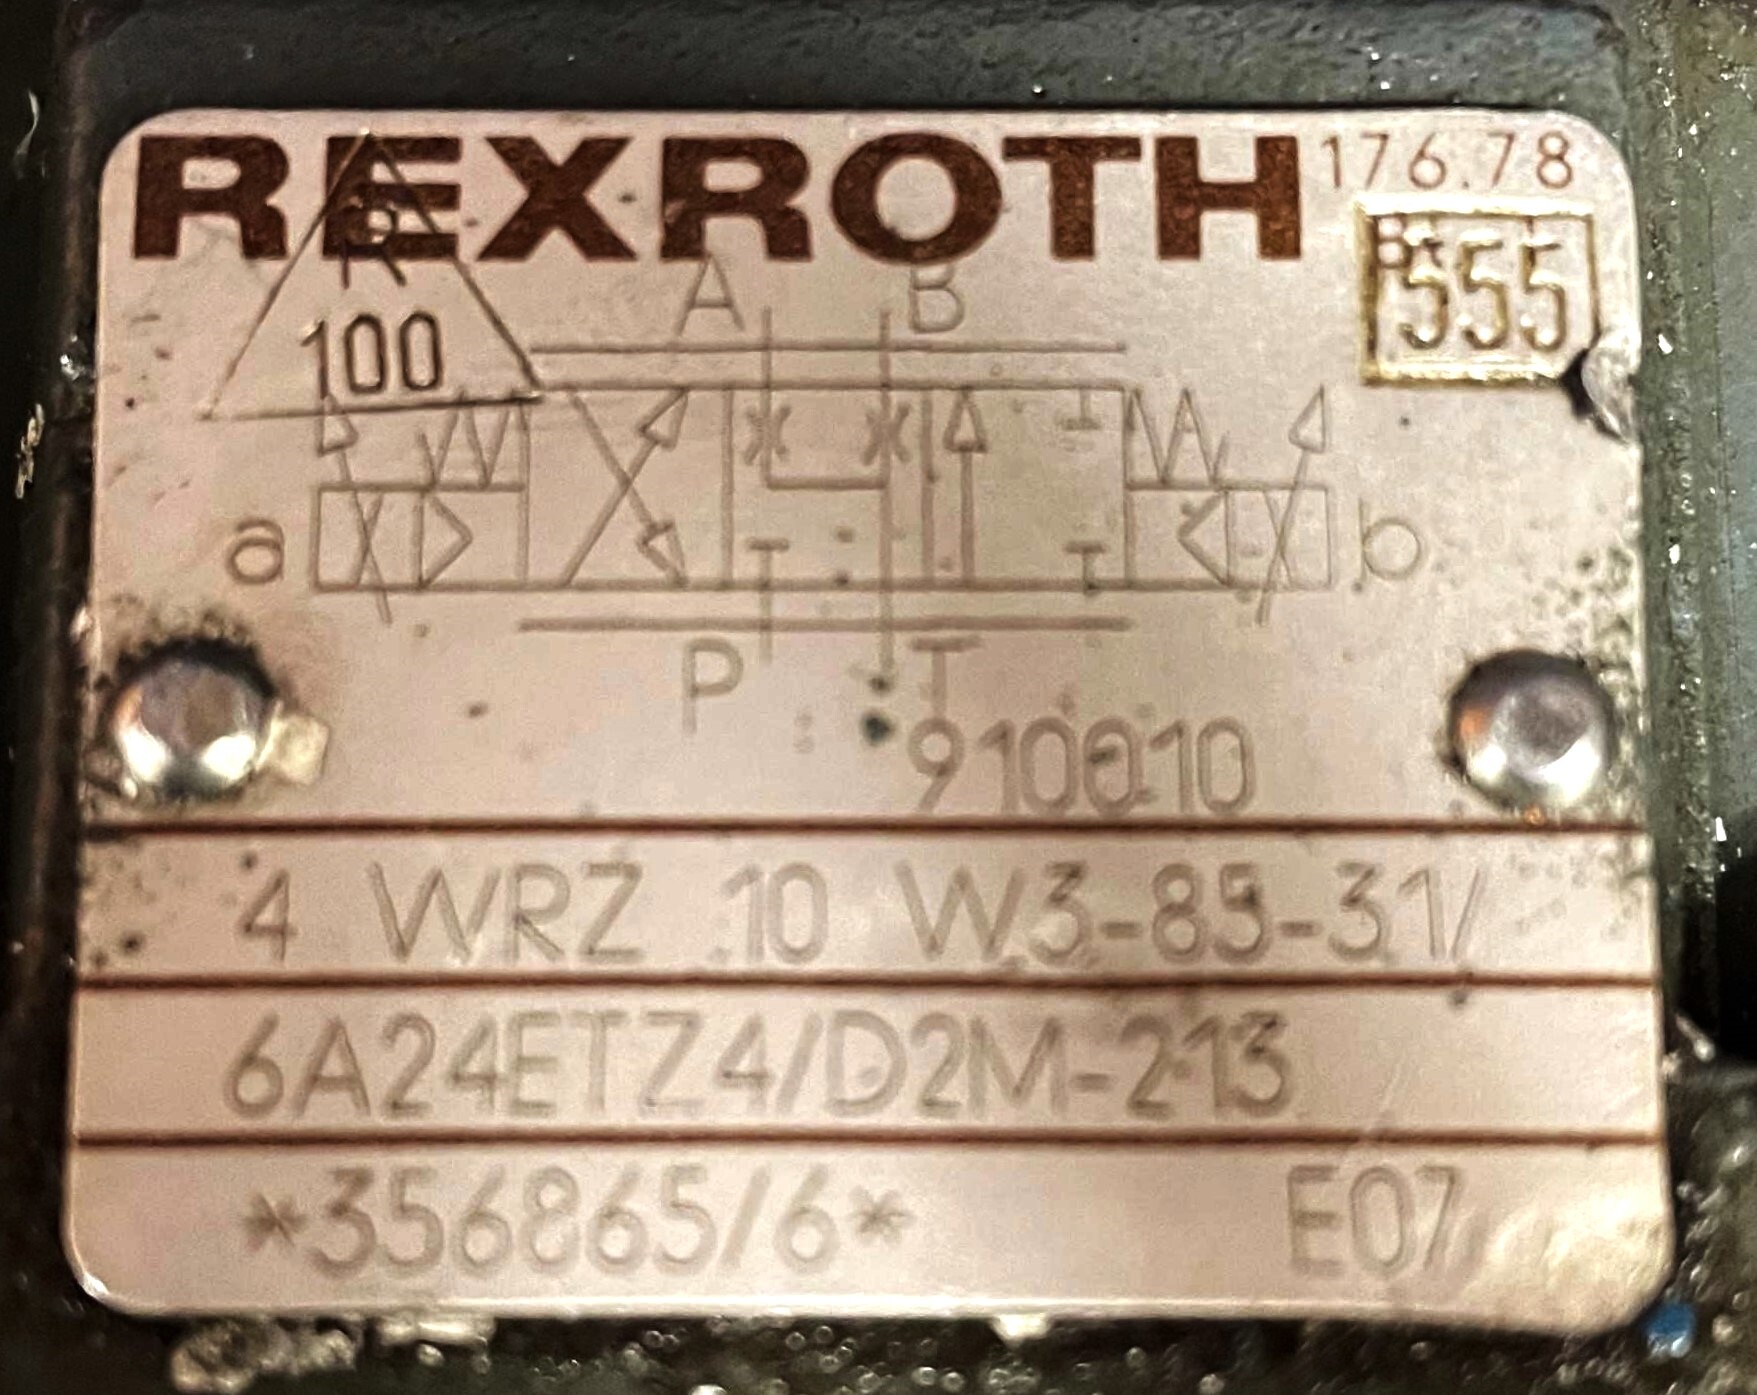 REXROTH 176.78
R
100
555
A B
a b
P T
910010
4 WRZ 10 W3-85-31/
6A24ETZ4/D2M-213
*356865/6* E07